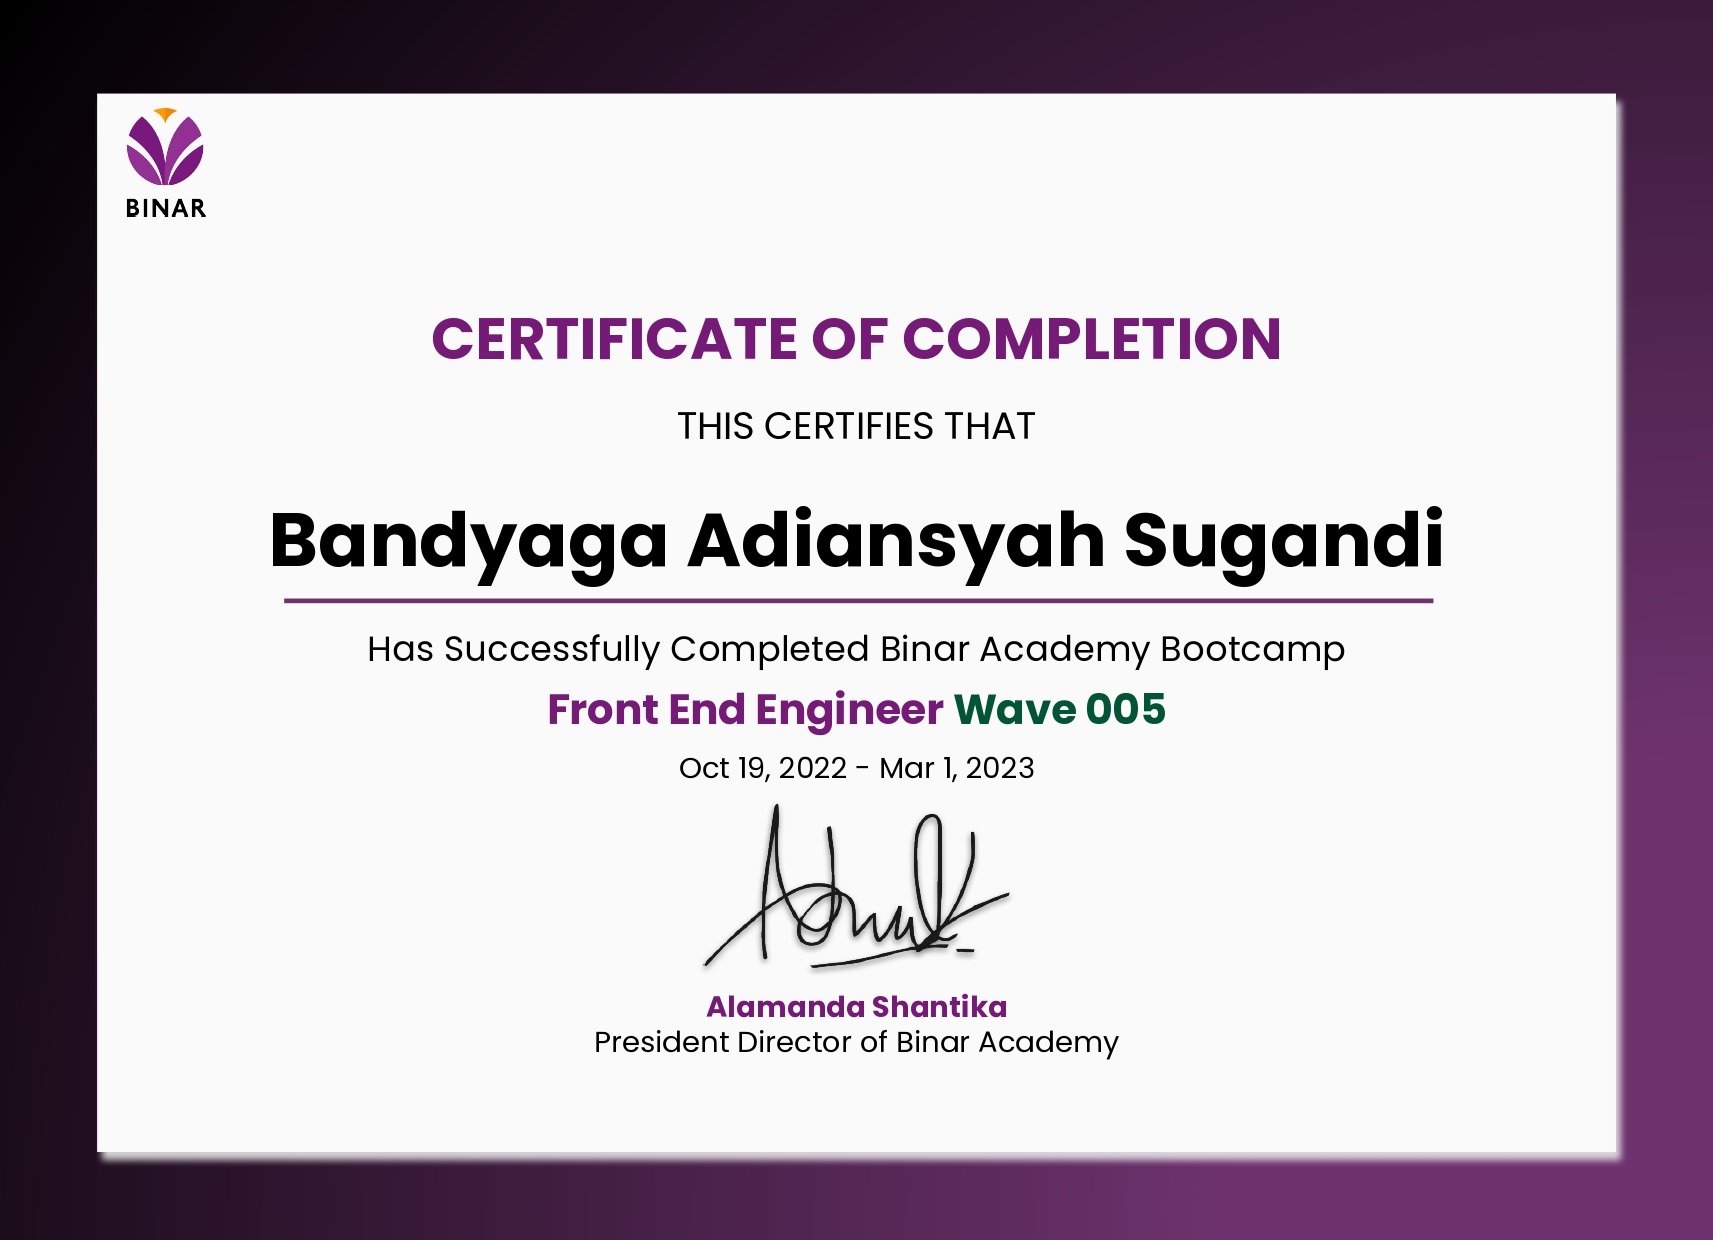 BINAR
CERTIFICATE OF COMPLETION
THIS CERTIFIES THAT
Bandyaga Adiansyah Sugandi
Has Successfully Completed Binar Academy Bootcamp
Front End Engineer Wave 005
Oct 19, 2022 - Mar 1, 2023
Alamanda Shantika
President Director of Binar Academy